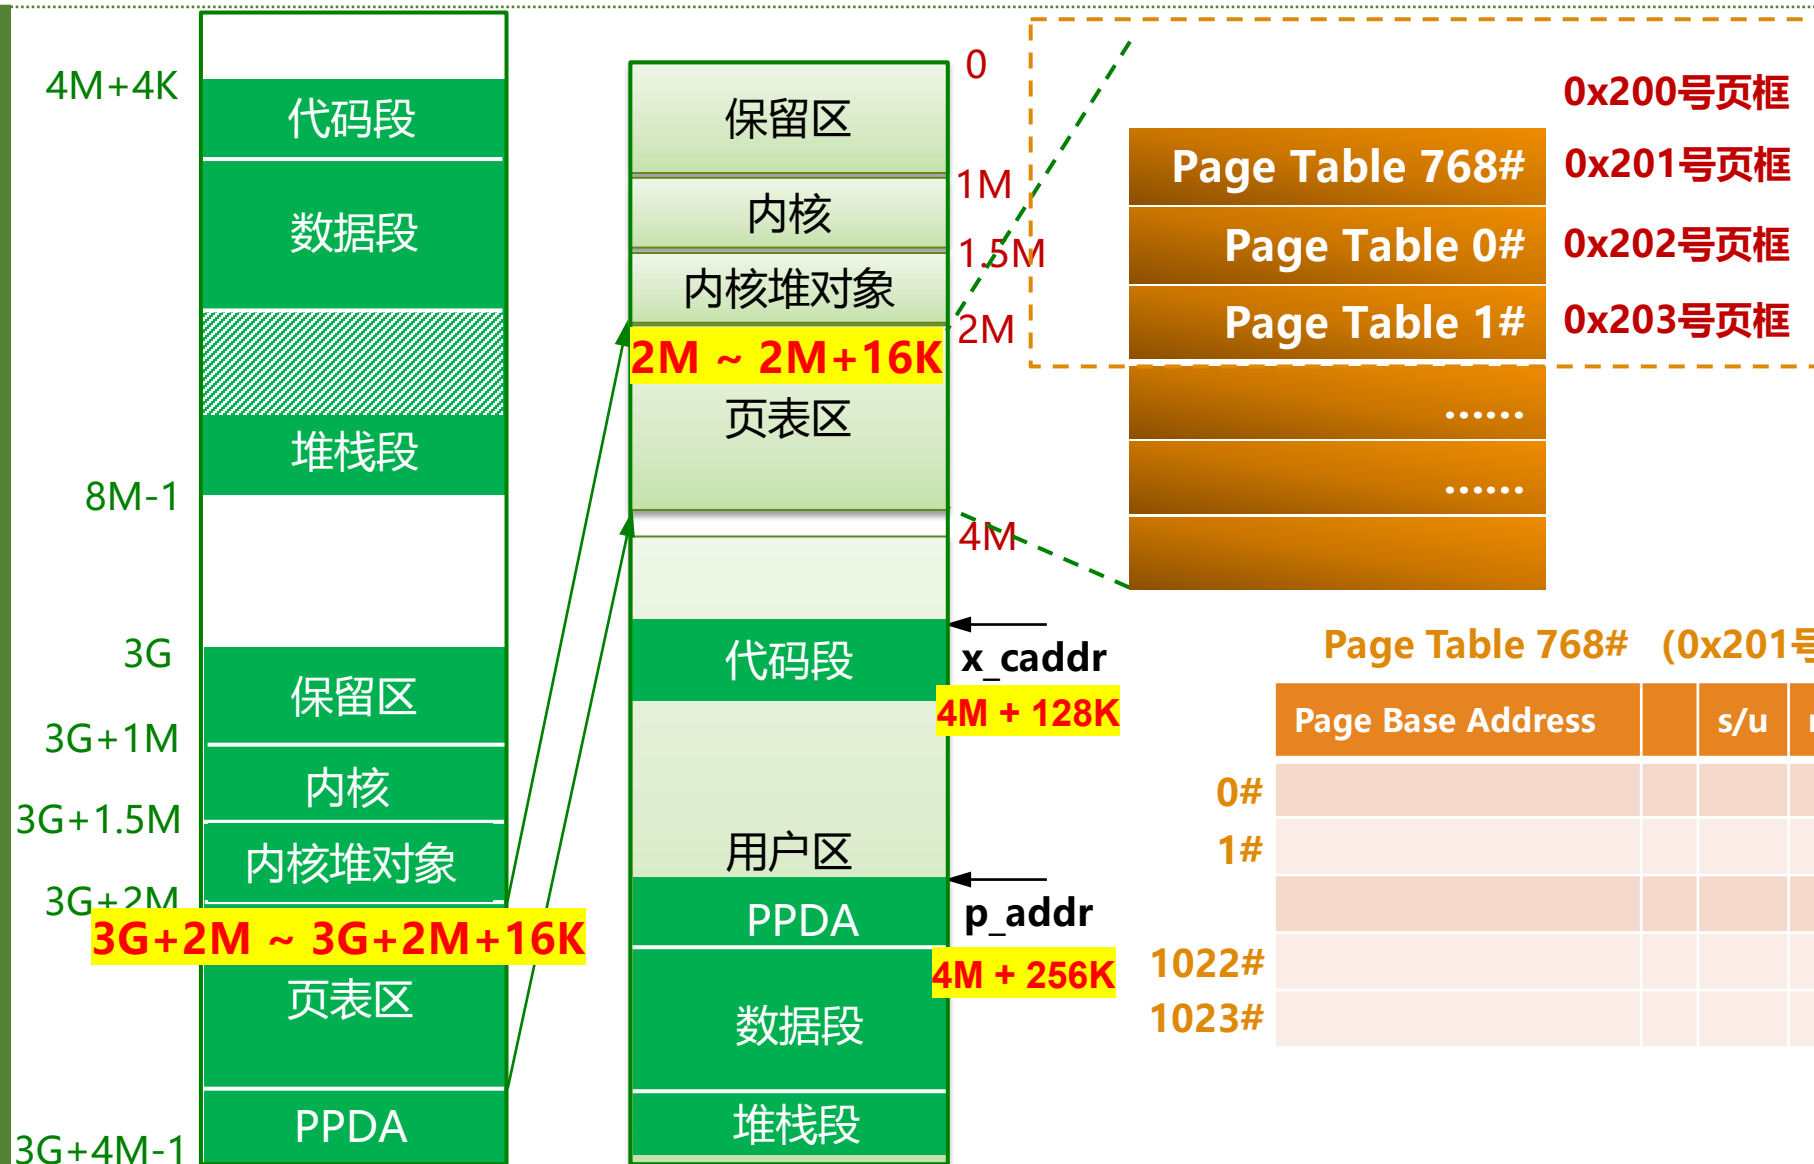 4M+4K
代码段
数据段
堆栈段
8M-1
3G
保留区
3G+1M
内核
3G+1.5M
内核堆对象
3G+2M
3G+2M ~ 3G+2M+16K
页表区
PPDA
3G+4M-1
0
保留区
1M
内核
1.5M
内核堆对象
2M
2M ~ 2M+16K
页表区
4M
代码段
x_caddr
4M + 128K
用户区
PPDA
p_addr
4M + 256K
数据段
堆栈段
0x200号页框
Page Table 768# 0x201号页框
Page Table 0# 0x202号页框
Page Table 1# 0x203号页框
......
......
Page Table 768# (0x201号
Page Base Address s/u
0#
1#
1022#
1023#